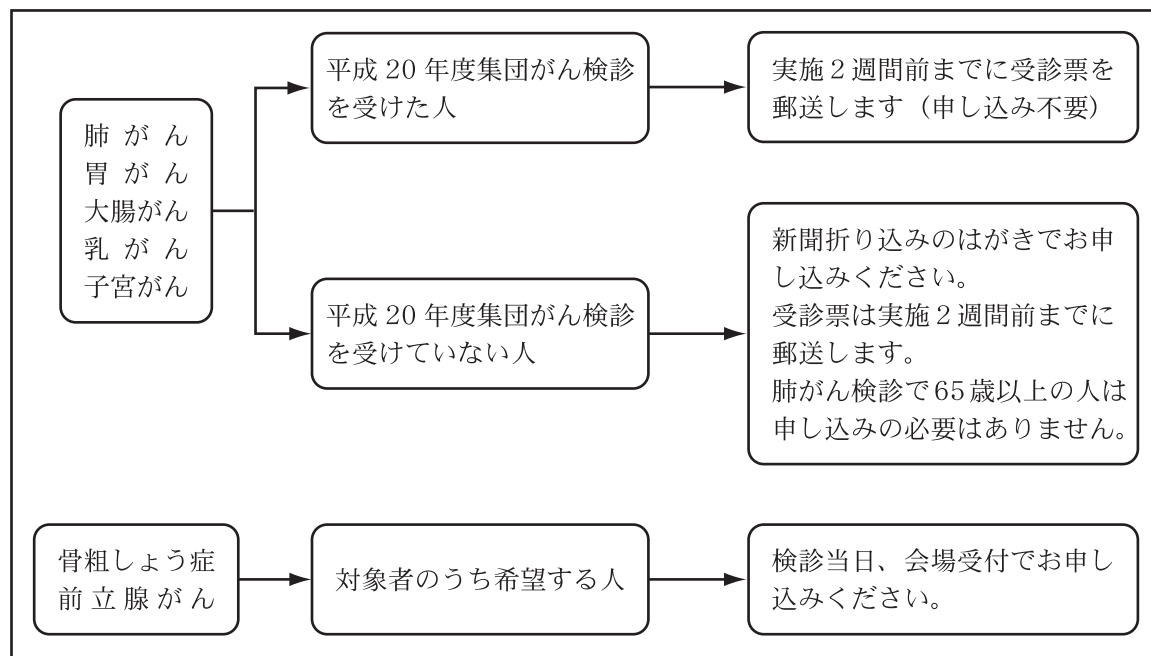 肺がん
胃がん
大腸がん
乳がん
子宮がん
平成 20 年度集団がん検診
を受けた人
実施2週間前までに受診票を
郵送します（申し込み不要）
平成 20 年度集団がん検診
を受けていない人
新聞折り込みのはがきでお申
し込みください。
受診票は実施2週間前までに
郵送します。
肺がん検診で65歳以上の人は
申し込みの必要はありません。
骨粗しょう症
前立腺がん
対象者のうち希望する人
検診当日、会場受付でお申し
込みください。